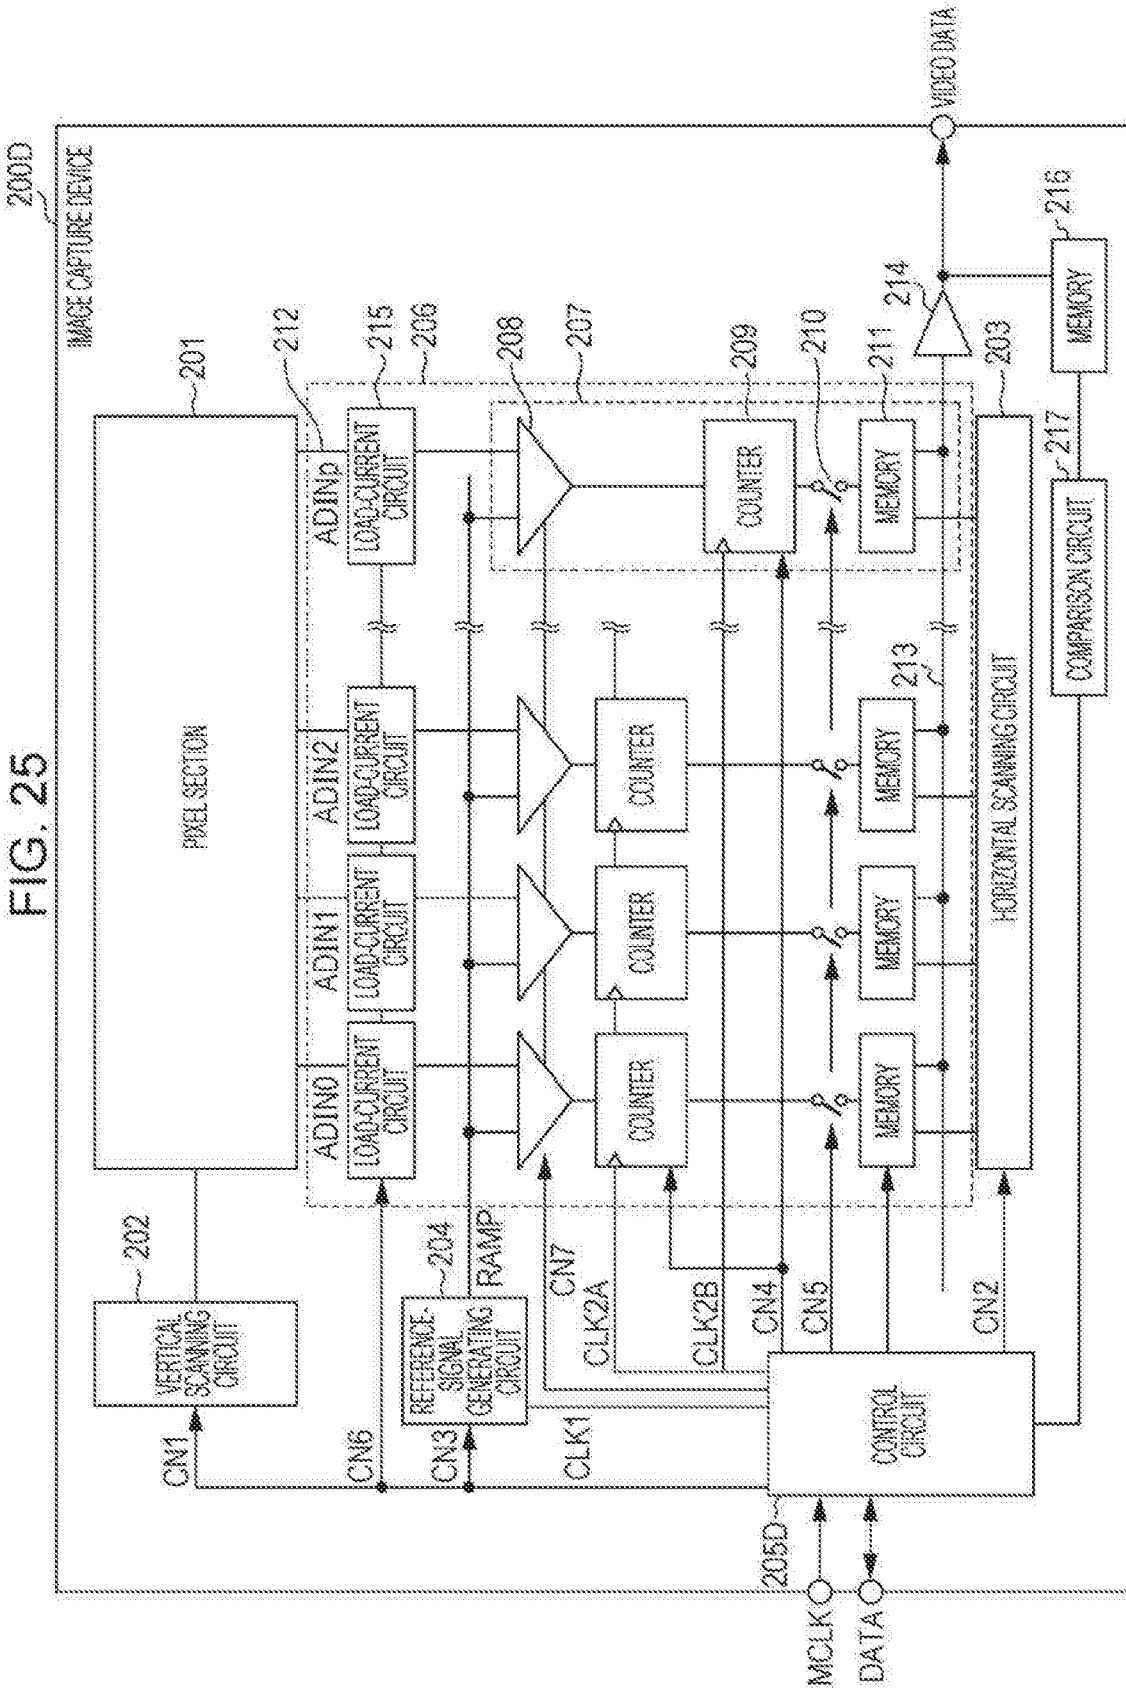 FIG. 25
200D
IMAGE CAPTURE DEVICE
201
PIXEL SECTION
202
VERTICAL
SCANNING
CIRCUIT
CN1
ADIN0
ADIN1
ADIN2
ADINp
212
LOAD-CURRENT
CIRCUIT
LOAD-CURRENT
CIRCUIT
LOAD-CURRENT
CIRCUIT
LOAD-CURRENT
CIRCUIT
215
206
CN6
204
REFERENCE-
SIGNAL
GENERATING
CIRCUIT
CN3
RAMP
208
207
CN7
CLK1
CLK2A
COUNTER
COUNTER
COUNTER
COUNTER
209
CLK2B
CN4
CN5
210
MEMORY
MEMORY
MEMORY
MEMORY
211
213
214
VIDEO DATA
CN2
HORIZONTAL SCANNING CIRCUIT
203
205D
CONTROL
CIRCUIT
MCLK
DATA
COMPARISON CIRCUIT
217
MEMORY
216